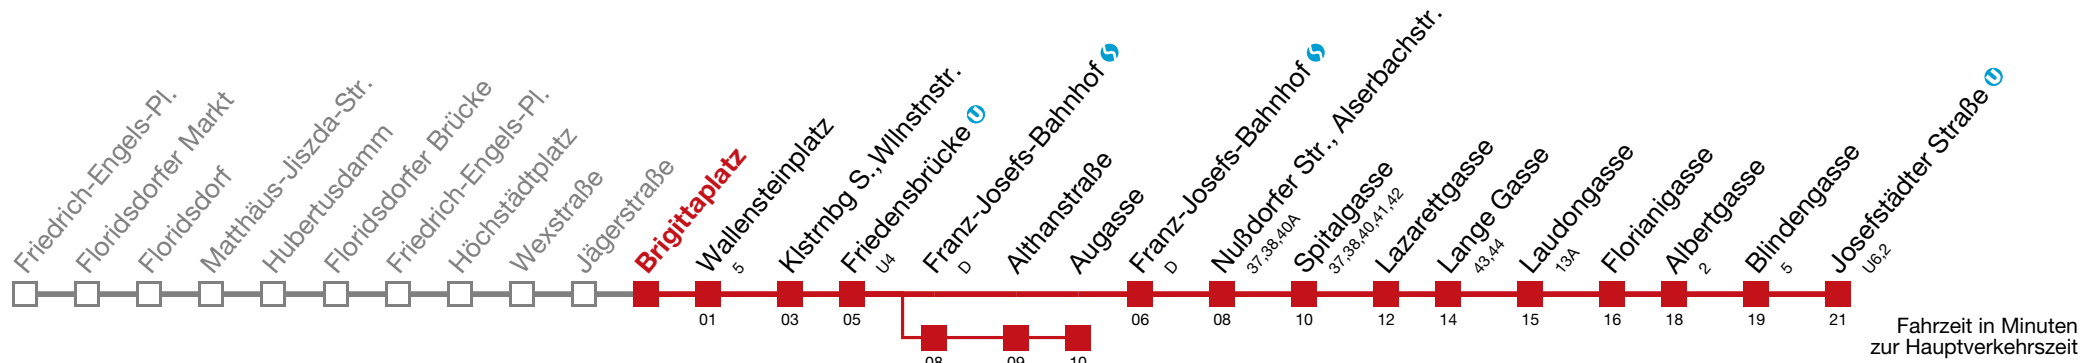 Friedrich-Engels-Pl.
Floridsdorfer Markt
Floridsdorf
Matthäus-Jiszda-Str.
Hubertusdamm
Floridsdorfer Brücke
Friedrich-Engels-Pl.
Höchstädtplatz
Wexstraße
Jägerstraße
Brigittaplatz
Wallensteinplatz
5
Klstrnbg S., Wllnstnstr.
Friedensbrücke U
U4
Franz-Josefs-Bahnhof
D
Althanstraße
Augasse
Franz-Josefs-Bahnhof
D
Nußdorfer Str., Alserbachstr.
37,38,40A
Spitalgasse
37,38,40,41,42
Lazarettgasse
Lange Gasse
43,44
Laudongasse
13A
Florianigasse
Albertgasse
2
Blindengasse
5
Josefstädter Straße U
U6,2
01 03 05 06 08 10 12 14 15 16 18 19 21
08 09 10
Fahrzeit in Minuten
zur Hauptverkehrszeit